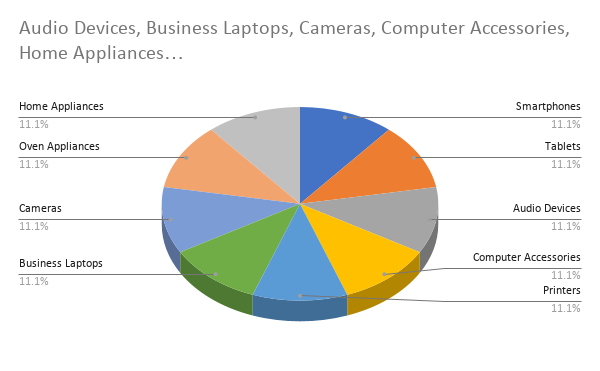 Audio Devices, Business Laptops, Cameras, Computer Accessories,
Home Appliances…
Home Appliances
11.1%
Oven Appliances
11.1%
Cameras
11.1%
Business Laptops
11.1%
Smartphones
11.1%
Tablets
11.1%
Audio Devices
11.1%
Computer Accessories
11.1%
Printers
11.1%